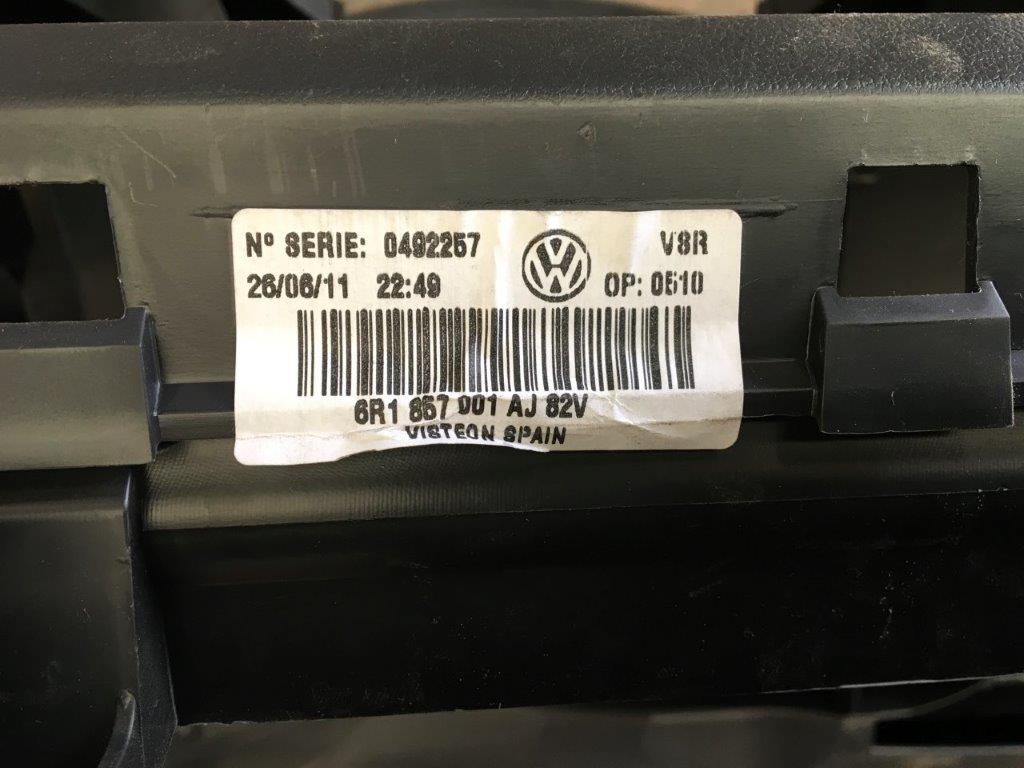 Nº SERIE: 0492257 V8R
26/06/11 22:49 OP: 0510
6R1 857 001 AJ 82V
VISTEON SPAIN